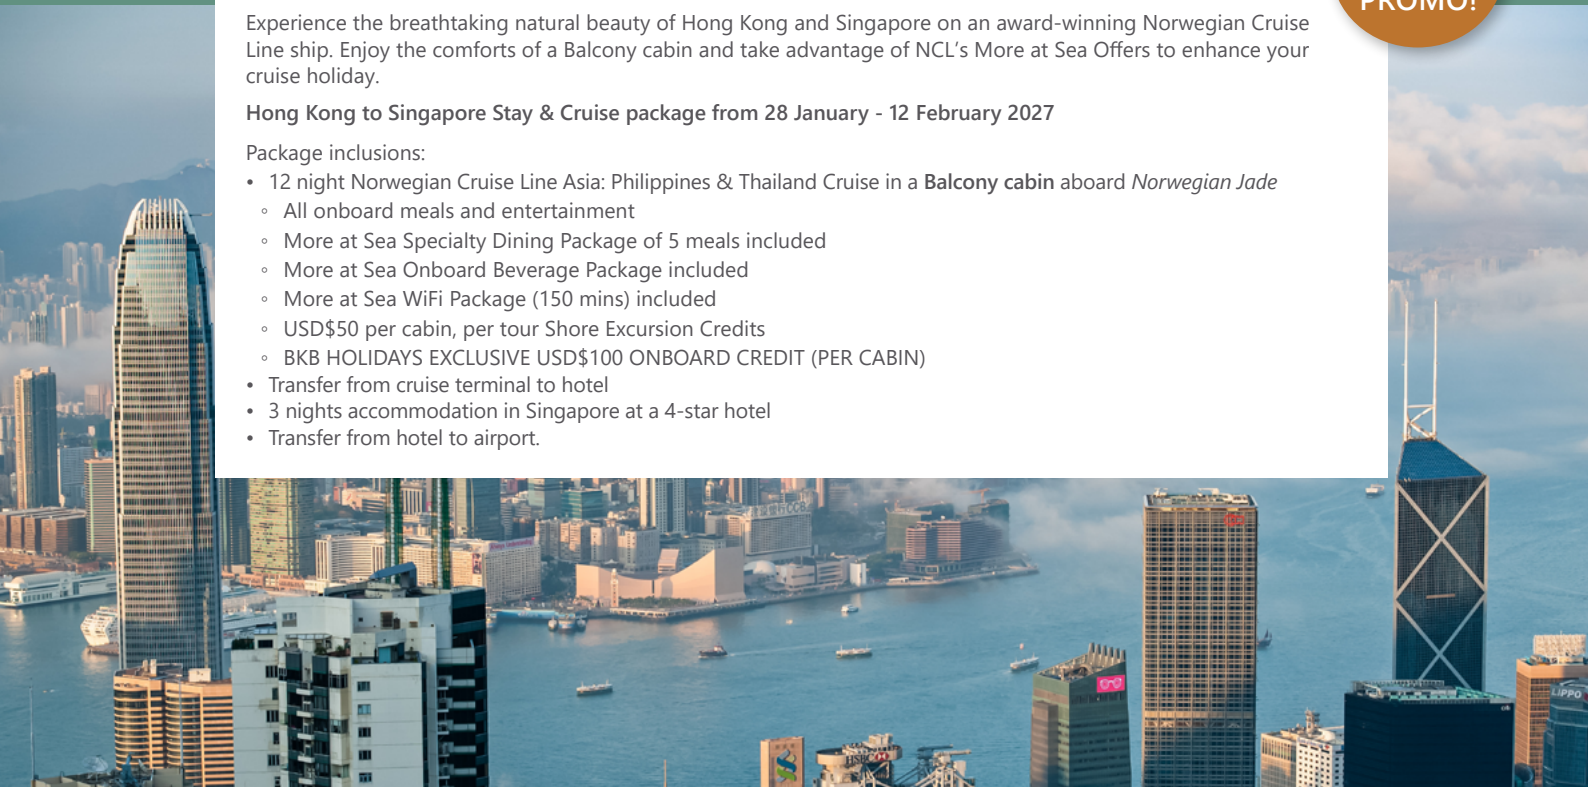 PROMO!
Experience the breathtaking natural beauty of Hong Kong and Singapore on an award-winning Norwegian Cruise
Line ship. Enjoy the comforts of a Balcony cabin and take advantage of NCL's More at Sea Offers to enhance your
cruise holiday.
Hong Kong to Singapore Stay & Cruise package from 28 January - 12 February 2027
Package inclusions:
• 12 night Norwegian Cruise Line Asia: Philippines & Thailand Cruise in a Balcony cabin aboard Norwegian Jade
◦ All onboard meals and entertainment
◦ More at Sea Specialty Dining Package of 5 meals included
◦ More at Sea Onboard Beverage Package included
◦ More at Sea WiFi Package (150 mins) included
◦ USD$50 per cabin, per tour Shore Excursion Credits
◦ BKB HOLIDAYS EXCLUSIVE USD$100 ONBOARD CREDIT (PER CABIN)
• Transfer from cruise terminal to hotel
• 3 nights accommodation in Singapore at a 4-star hotel
• Transfer from hotel to airport.
CCB
LIPPO
HSBC